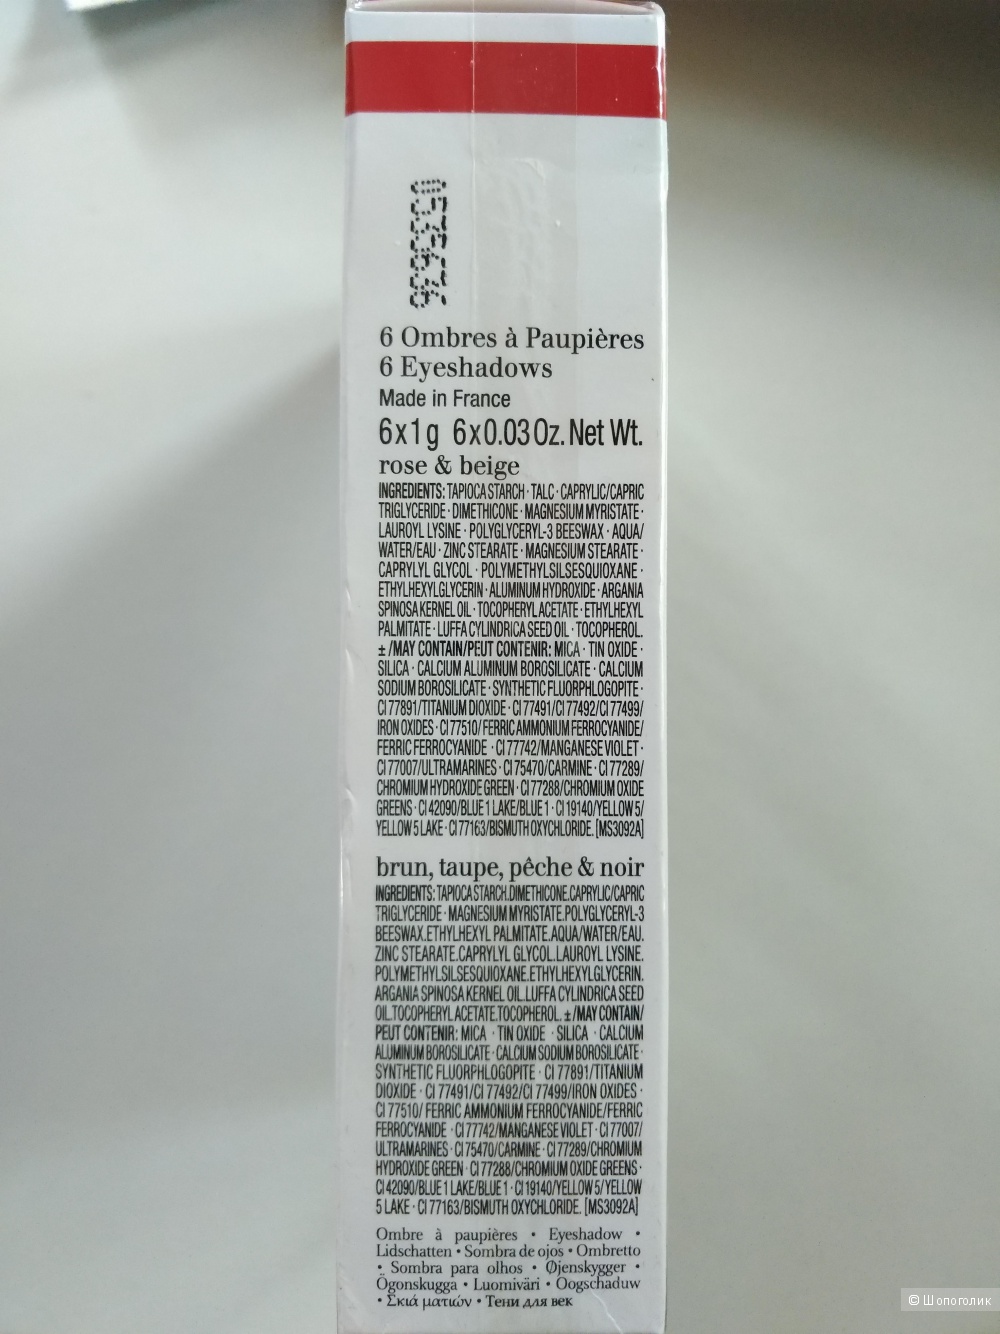 6 Ombres à Paupières
6 Eyeshadows
Made in France
6x1g 6x0.03 Oz. Net Wt.
rose & beige
INGREDIENTS: TAPIOCA STARCH · TALC · CAPRYLIC/CAPRIC
TRIGLYCERIDE · DIMETHICONE · MAGNESIUM MYRISTATE ·
LAUROYL LYSINE · POLYGLYCERYL-3 BEESWAX · AQUA/
WATER/EAU · ZINC STEARATE · MAGNESIUM STEARATE ·
CAPRYLYL GLYCOL · POLYMETHYLSILSESQUIOXANE ·
ETHYLHEXYLGLYCERIN · ALUMINUM HYDROXIDE · ARGANIA
SPINOSA KERNEL OIL · TOCOPHERYL ACETATE · ETHYLHEXYL
PALMITATE · LUFFA CYLINDRICA SEED OIL · TOCOPHEROL.
± /MAY CONTAIN/PEUT CONTENIR: MICA · TIN OXIDE ·
SILICA · CALCIUM ALUMINUM BOROSILICATE · CALCIUM
SODIUM BOROSILICATE · SYNTHETIC FLUORPHLOGOPITE ·
CI 77891/TITANIUM DIOXIDE · CI 77491/CI 77492/CI 77499/
IRON OXIDES · CI 77510/ FERRIC AMMONIUM FERROCYANIDE/
FERRIC FERROCYANIDE · CI 77742/MANGANESE VIOLET ·
CI 77007/ULTRAMARINES · CI 75470/CARMINE · CI 77289/
CHROMIUM HYDROXIDE GREEN · CI 77288/CHROMIUM OXIDE
GREENS · CI 42090/BLUE 1 LAKE/BLUE 1 · CI 19140/YELLOW 5/
YELLOW 5 LAKE · CI 77163/BISMUTH OXYCHLORIDE. [MS3092A]
brun, taupe, pêche & noir
INGREDIENTS: TAPIOCA STARCH.DIMETHICONE.CAPRYLIC/CAPRIC
TRIGLYCERIDE · MAGNESIUM MYRISTATE.POLYGLYCERYL-3
BEESWAX.ETHYLHEXYL PALMITATE.AQUA/WATER/EAU.
ZINC STEARATE.CAPRYLYL GLYCOL.LAUROYL LYSINE.
POLYMETHYLSILSESQUIOXANE.ETHYLHEXYLGLYCERIN.
ARGANIA SPINOSA KERNEL OIL.LUFFA CYLINDRICA SEED
OIL.TOCOPHERYL ACETATE.TOCOPHEROL. ± /MAY CONTAIN/
PEUT CONTENIR: MICA · TIN OXIDE · SILICA · CALCIUM
ALUMINUM BOROSILICATE · CALCIUM SODIUM BOROSILICATE ·
SYNTHETIC FLUORPHLOGOPITE · CI 77891/TITANIUM
DIOXIDE · CI 77491/CI 77492/CI 77499/IRON OXIDES ·
CI 77510/ FERRIC AMMONIUM FERROCYANIDE/FERRIC
FERROCYANIDE · CI 77742/MANGANESE VIOLET · CI 77007/
ULTRAMARINES · CI 75470/CARMINE · CI 77289/CHROMIUM
HYDROXIDE GREEN · CI 77288/CHROMIUM OXIDE GREENS ·
CI 42090/BLUE 1 LAKE/BLUE 1 · CI 19140/YELLOW 5/YELLOW
5 LAKE · CI 77163/BISMUTH OXYCHLORIDE. [MS3092A]
Ombre à paupières • Eyeshadow •
Lidschatten • Sombra de ojos • Ombretto
• Sombra para olhos • Øjenskygger •
Ögonskugga • Luomiväri • Oogschaduw
• Σκιά ματιών • Тени для век
© Шопоголик